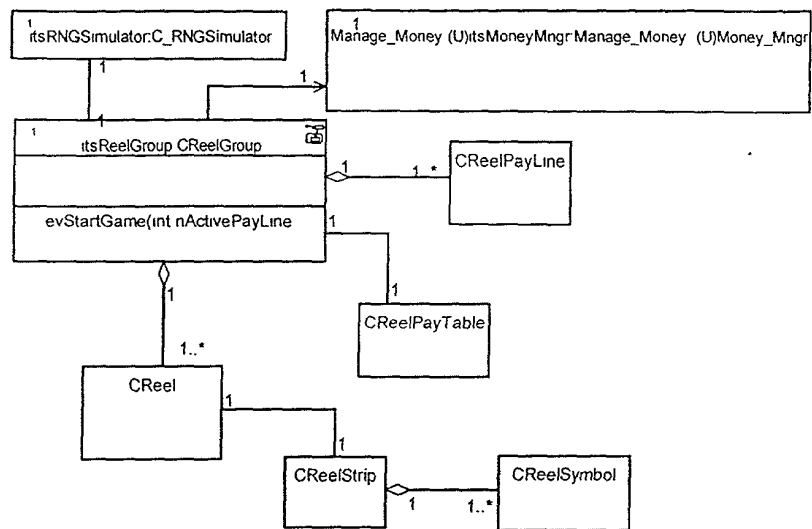 1
itsRNGSimulator:C_RNGSimulator
1
1
Manage_Money (U)itsMoneyMngr Manage_Money (U)Money_Mngr
1
1
1
itsReelGroup CReelGroup
evStartGame(int nActivePayLine
1
1..*
CReelPayLine
1
1
CReelPayTable
1
1..*
CReel
1
1
CReelStrip
1
1..*
CReelSymbol